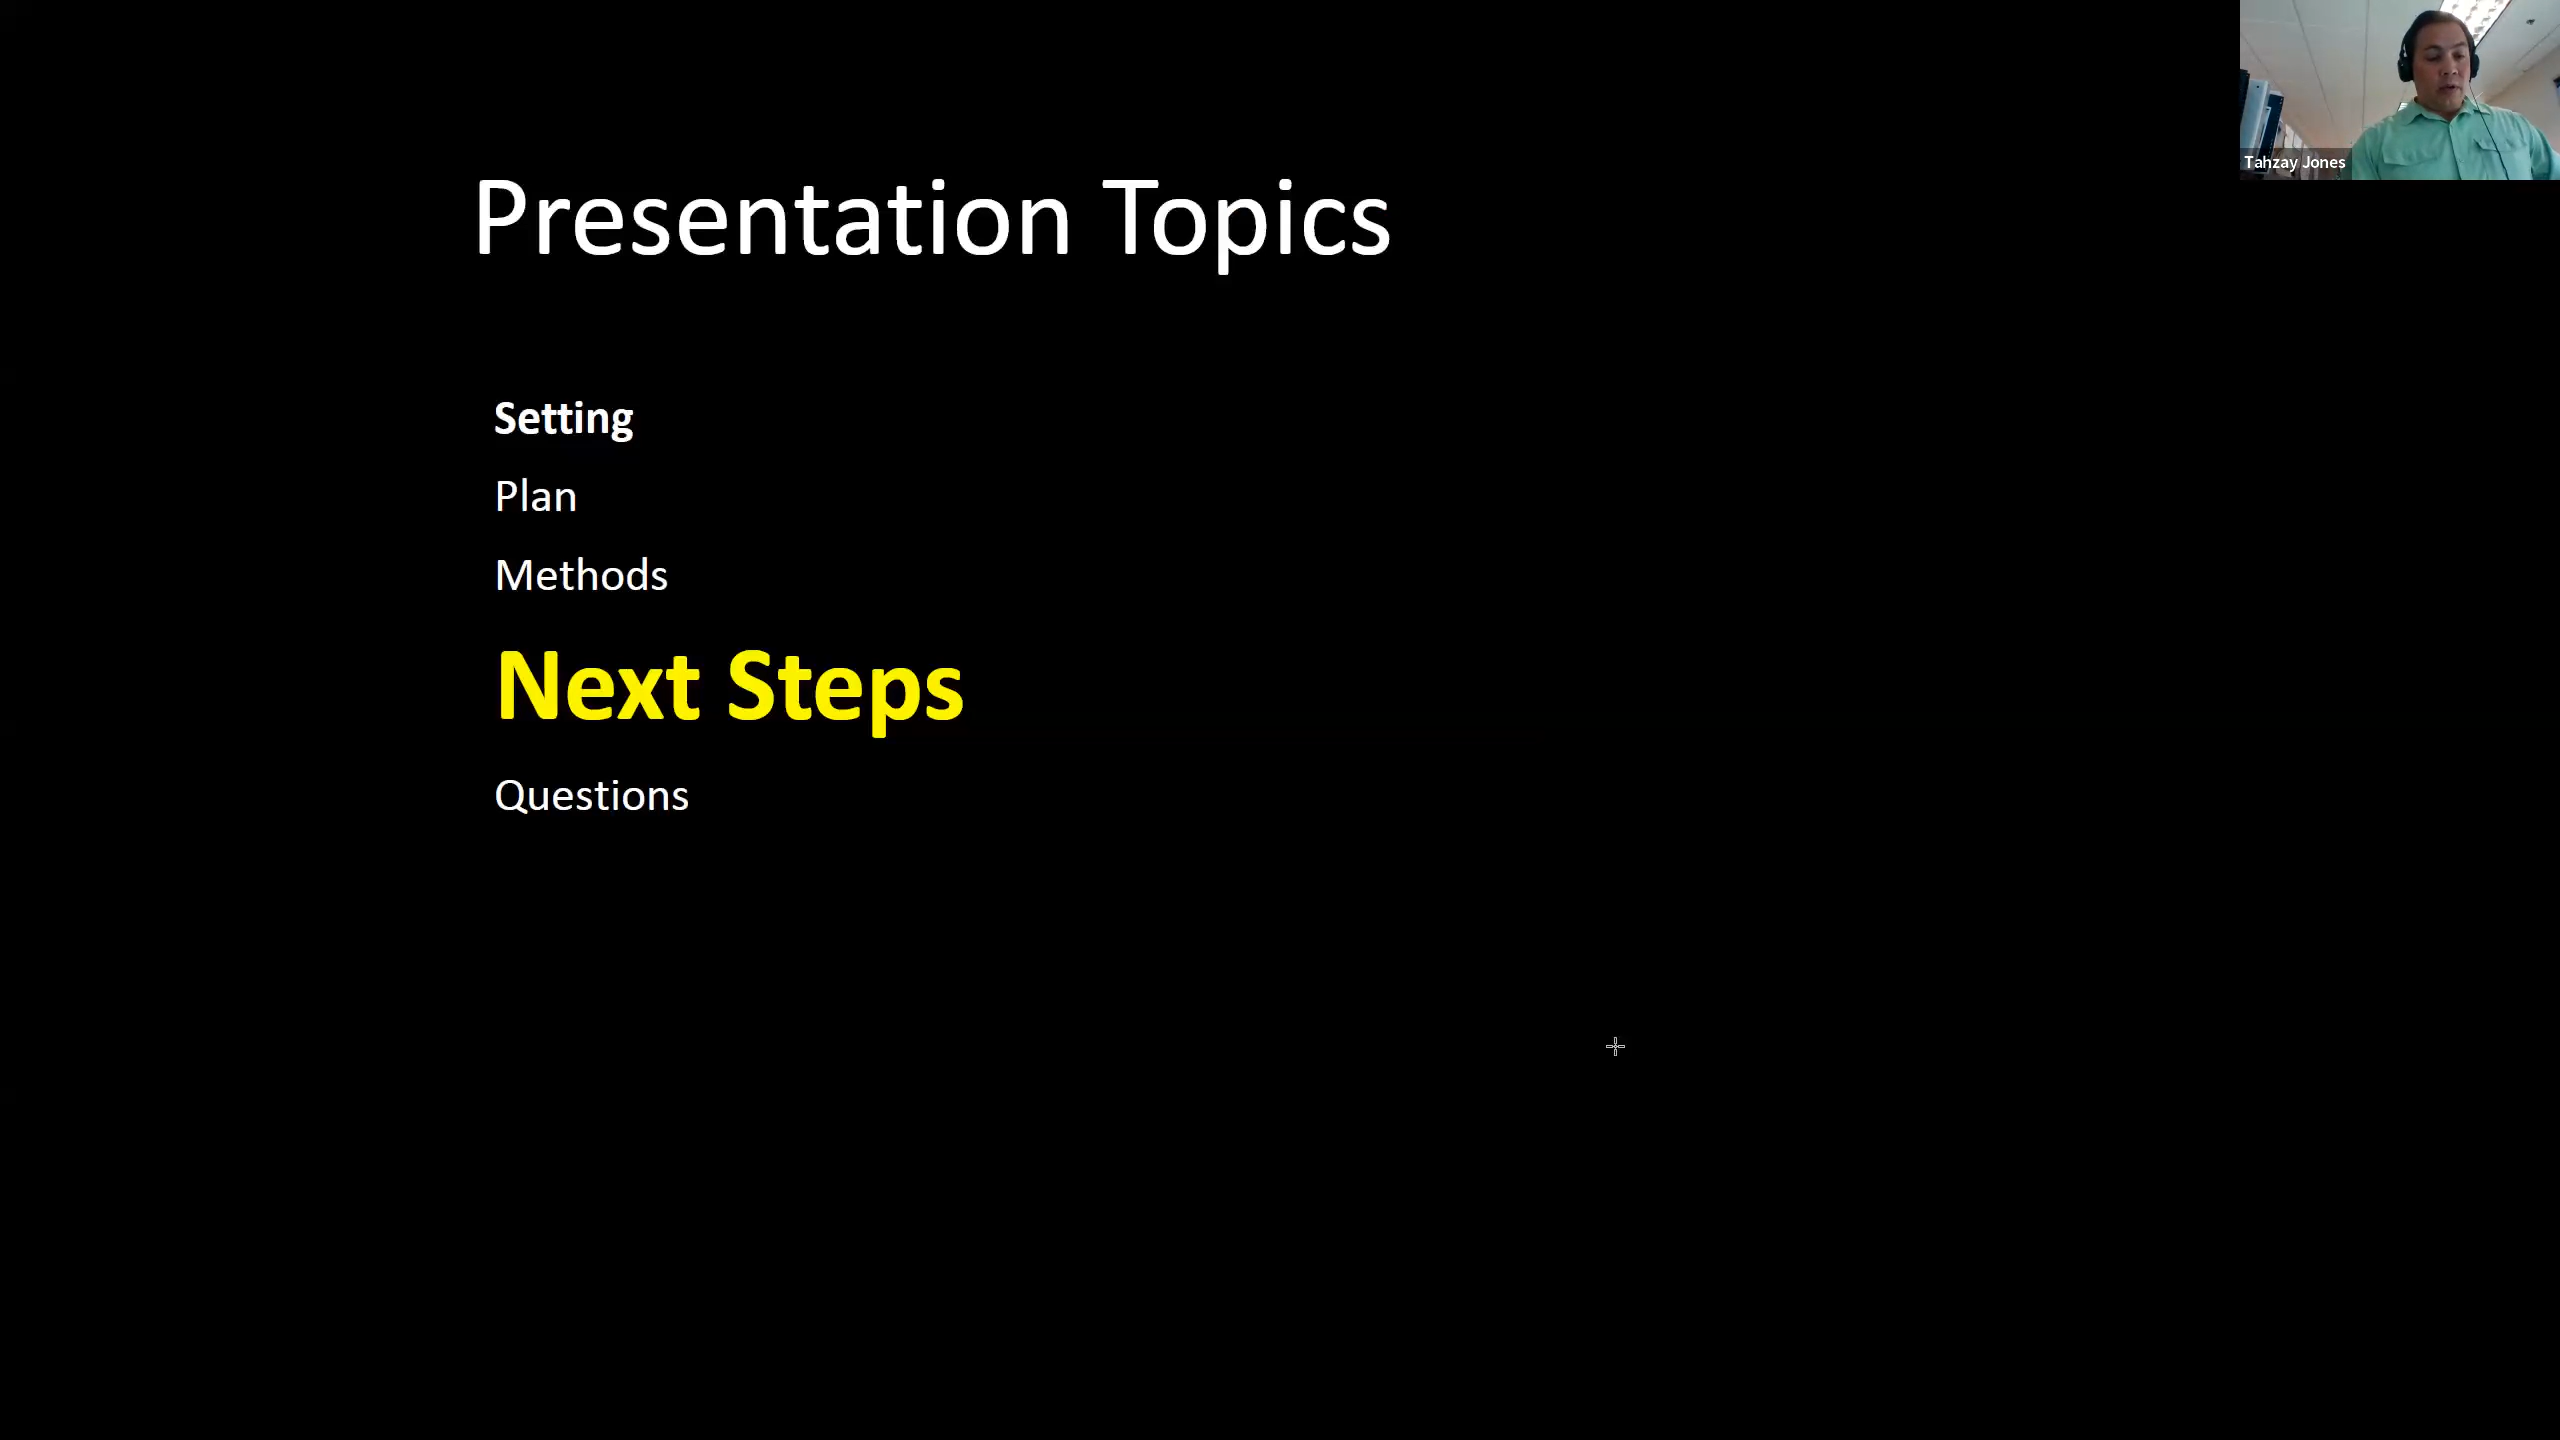 Tahzay Jones
Presentation Topics
Setting
Plan
Methods
Next Steps
Questions